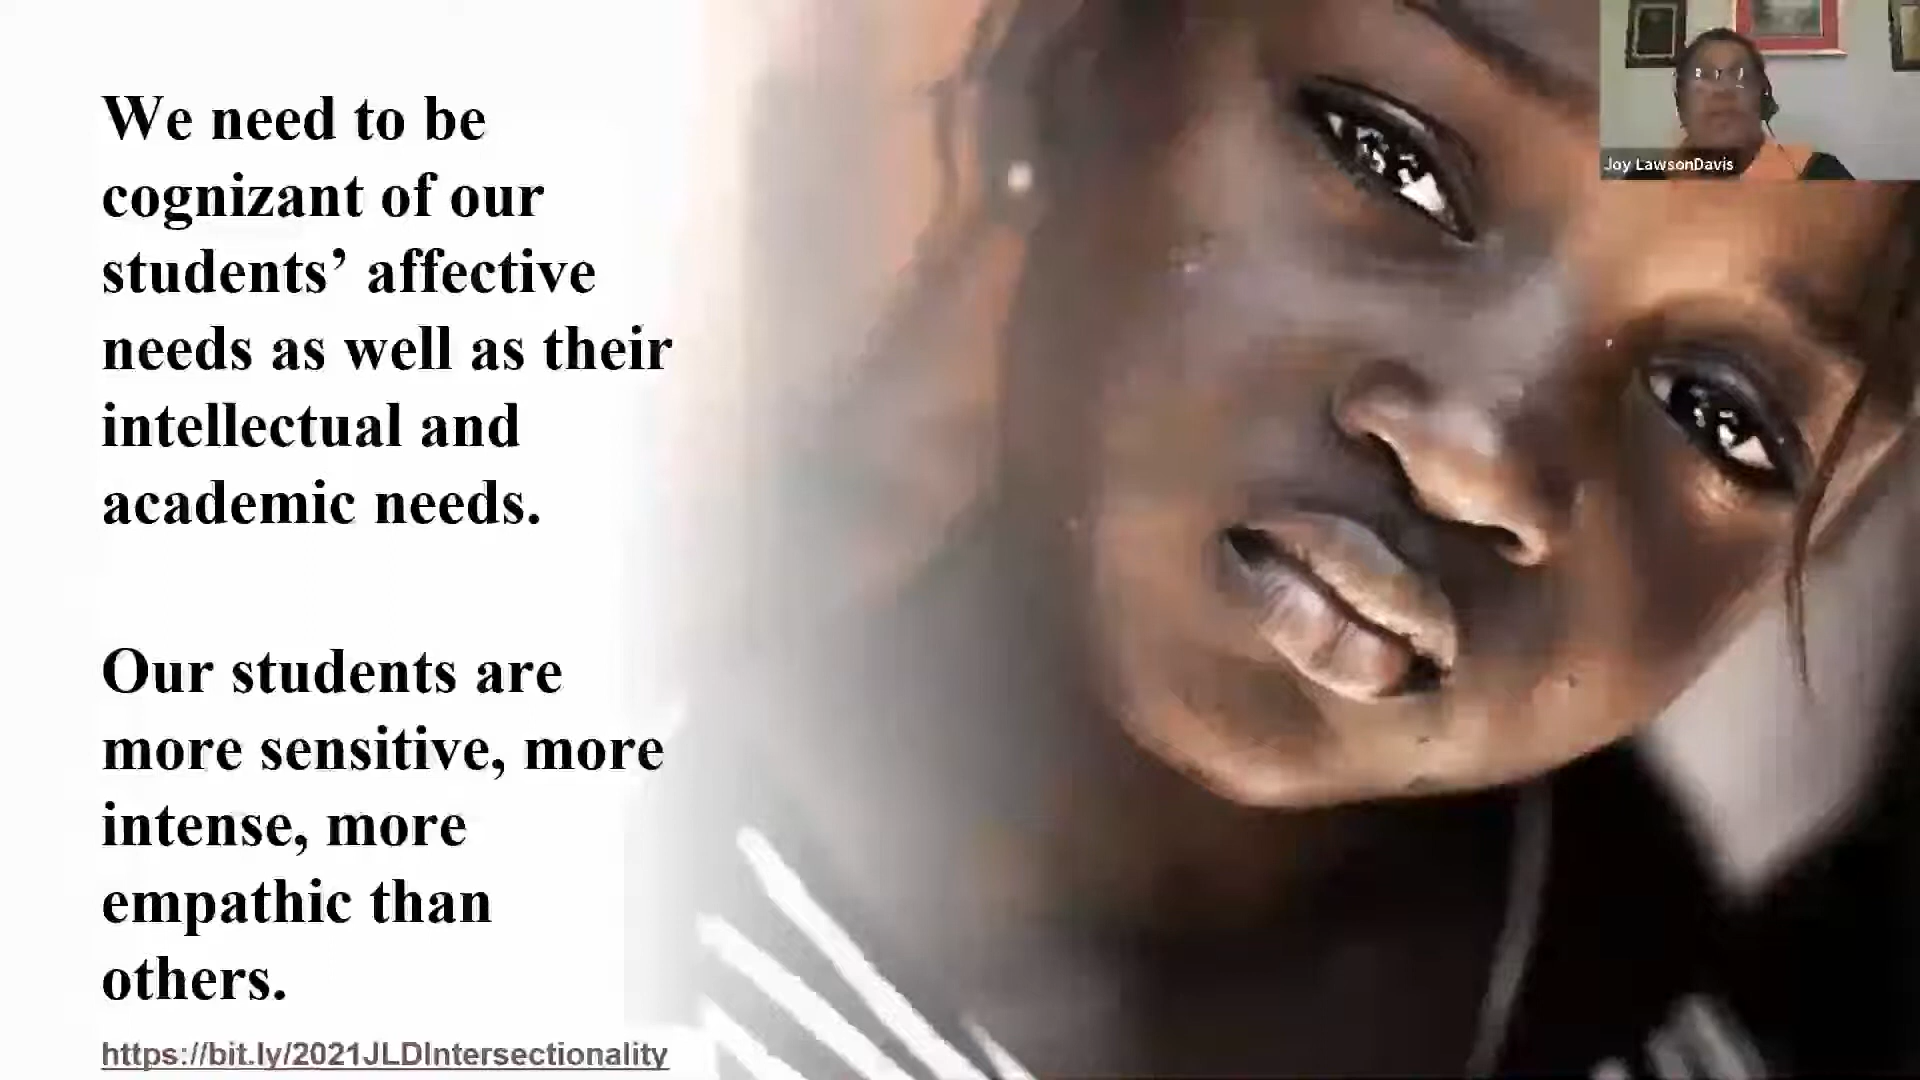 We need to be
cognizant of our
students’ affective
needs as well as their
intellectual and
academic needs.
Our students are
more sensitive, more
intense, more
empathic than
others.
https://bit.ly/2021JLDIntersectionality
Joy LawsonDavis